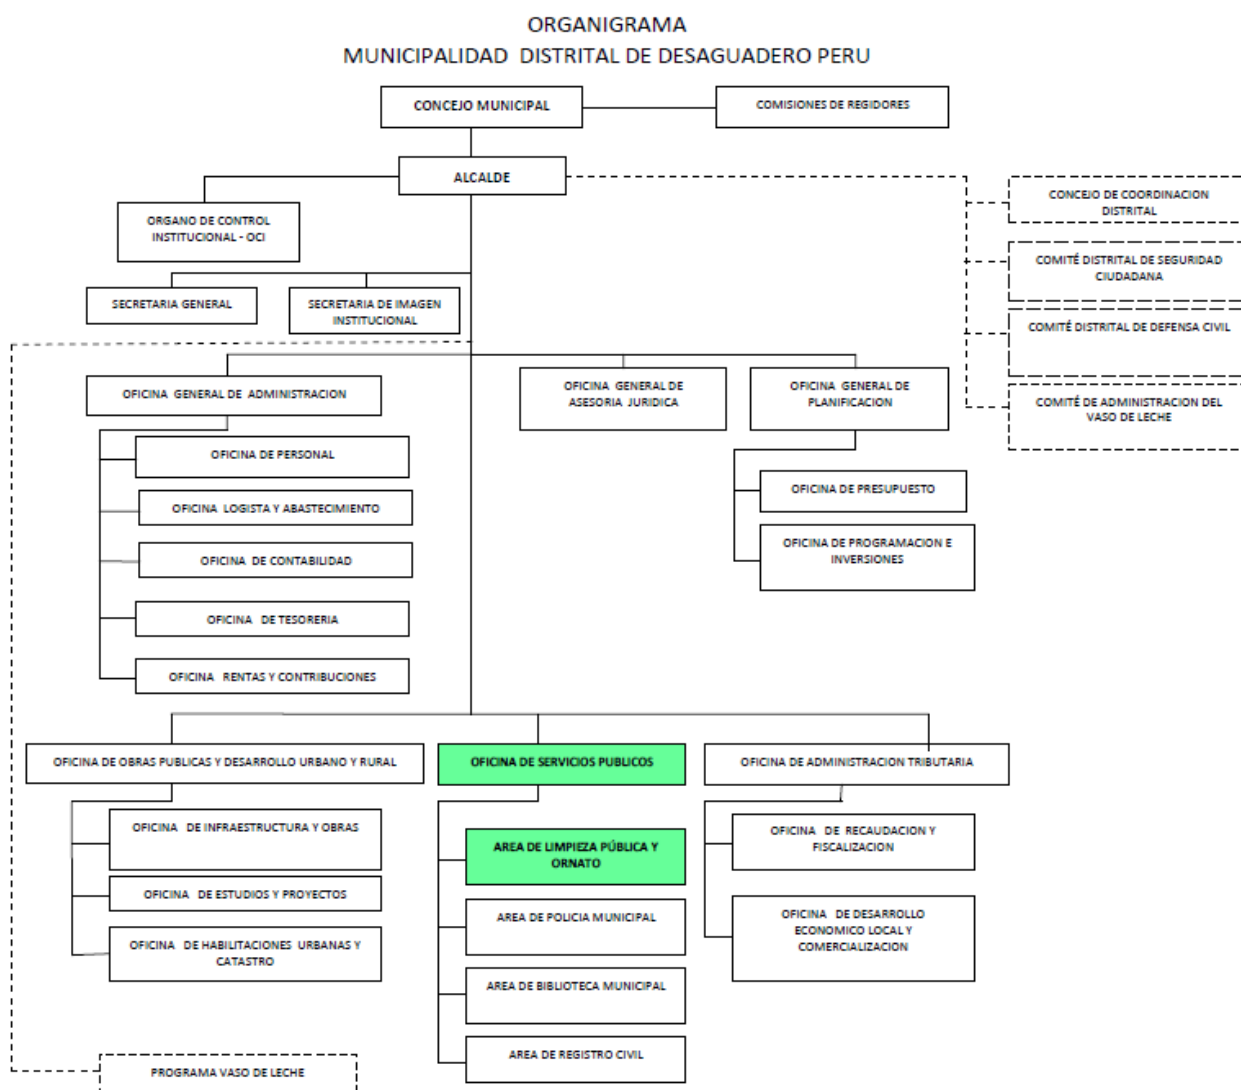 ORGANIGRAMA
MUNICIPALIDAD DISTRITAL DE DESAGUADERO PERU
CONCEJO MUNICIPAL
COMISIONES DE REGIDORES
ALCALDE
CONCEJO DE COORDINACION
DISTRITAL
ORGANO DE CONTROL
INSTITUCIONAL - OCI
COMITÉ DISTRITAL DE SEGURIDAD
CIUDADANA
SECRETARIA GENERAL
SECRETARIA DE IMAGEN
INSTITUCIONAL
COMITÉ DISTRITAL DE DEFENSA CIVIL
OFICINA GENERAL DE ADMINISTRACION
OFICINA GENERAL DE
ASESORIA JURIDICA
OFICINA GENERAL DE
PLANIFICACION
COMITÉ DE ADMINISTRACION DEL
VASO DE LECHE
OFICINA DE PERSONAL
OFICINA LOGISTA Y ABASTECIMIENTO
OFICINA DE CONTABILIDAD
OFICINA DE TESORERIA
OFICINA RENTAS Y CONTRIBUCIONES
OFICINA DE PRESUPUESTO
OFICINA DE PROGRAMACION E
INVERSIONES
OFICINA DE OBRAS PUBLICAS Y DESARROLLO URBANO Y RURAL
OFICINA DE SERVICIOS PUBLICOS
OFICINA DE ADMINISTRACION TRIBUTARIA
OFICINA DE INFRAESTRUCTURA Y OBRAS
OFICINA DE ESTUDIOS Y PROYECTOS
OFICINA DE HABILITACIONES URBANAS Y
CATASTRO
AREA DE LIMPIEZA PÚBLICA Y
ORNATO
AREA DE POLICIA MUNICIPAL
AREA DE BIBLIOTECA MUNICIPAL
AREA DE REGISTRO CIVIL
OFICINA DE RECAUDACION Y
FISCALIZACION
OFICINA DE DESARROLLO
ECONOMICO LOCAL Y
COMERCIALIZACION
PROGRAMA VASO DE LECHE